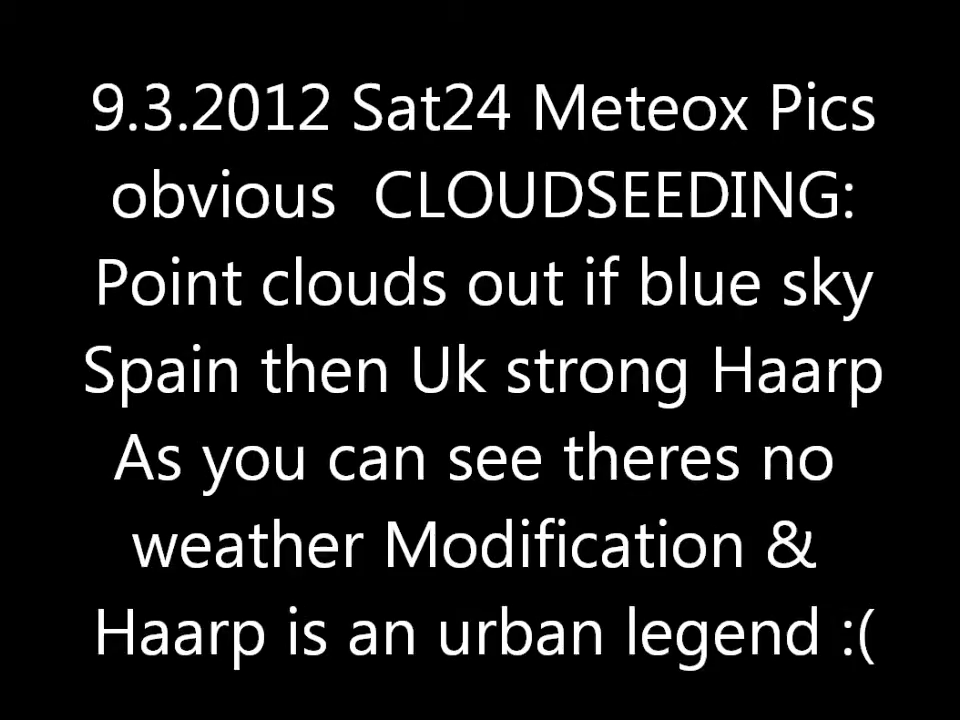 9.3.2012 Sat24 Meteox Pics
obvious  CLOUDSEEDING:
Point clouds out if blue sky
Spain then Uk strong Haarp
As you can see theres no
weather Modification &
Haarp is an urban legend :(